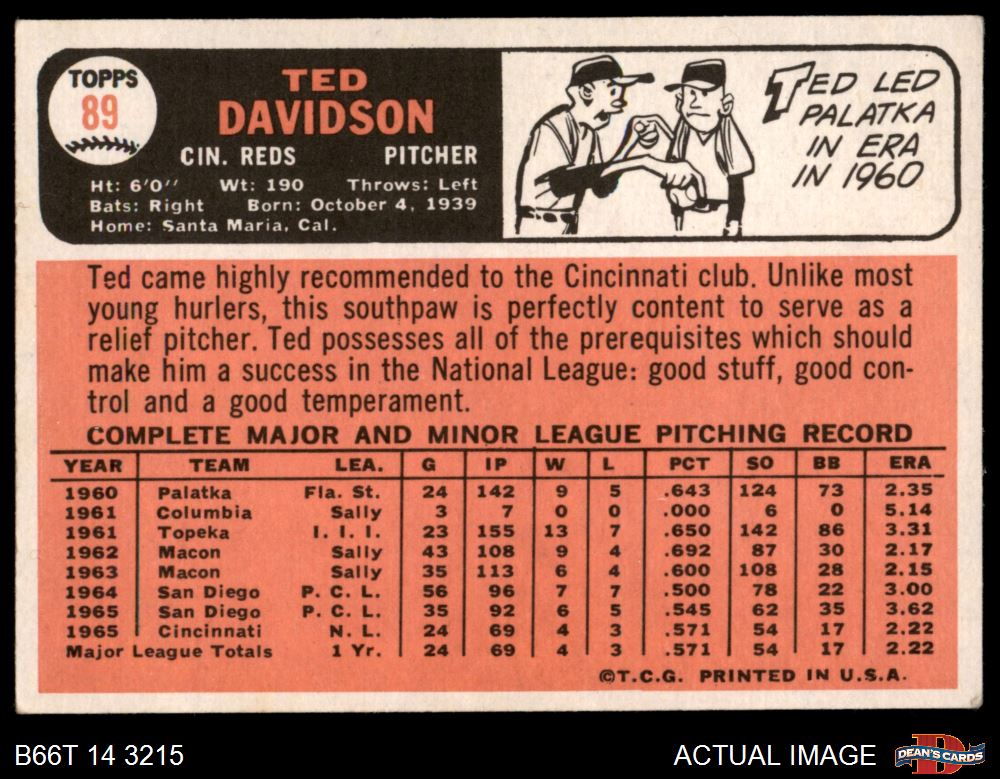 TOPPS
89
TED
DAVIDSON
CIN. REDS PITCHER
Ht: 6'0" Wt: 190 Throws: Left
Bats: Right Born: October 4, 1939
Home: Santa Maria, Cal.
TED LED
PALATKA
IN ERA
IN 1960
Ted came highly recommended to the Cincinnati club. Unlike most
young hurlers, this southpaw is perfectly content to serve as a
relief pitcher. Ted possesses all of the prerequisites which should
make him a success in the National League: good stuff, good con-
trol and a good temperament.
COMPLETE MAJOR AND MINOR LEAGUE PITCHING RECORD
YEAR TEAM LEA. G IP W L PCT SO BB ERA
1960 Palatka Fla. St. 24 142 9 5 .643 124 73 2.35
1961 Columbia Sally 3 7 0 0 .000 6 0 5.14
1961 Topeka I. I. I. 23 155 13 7 .650 142 86 3.31
1962 Macon Sally 43 108 9 4 .692 87 30 2.17
1963 Macon Sally 35 113 6 4 .600 108 28 2.15
1964 San Diego P. C. L. 56 96 7 7 .500 78 22 3.00
1965 San Diego P. C. L. 35 92 6 5 .545 62 35 3.62
1965 Cincinnati N. L. 24 69 4 3 .571 54 17 2.22
Major League Totals 1 Yr. 24 69 4 3 .571 54 17 2.22
©T.C.G. PRINTED IN U.S.A.
B66T 14 3215 ACTUAL IMAGE
D
DEAN'S CARDS